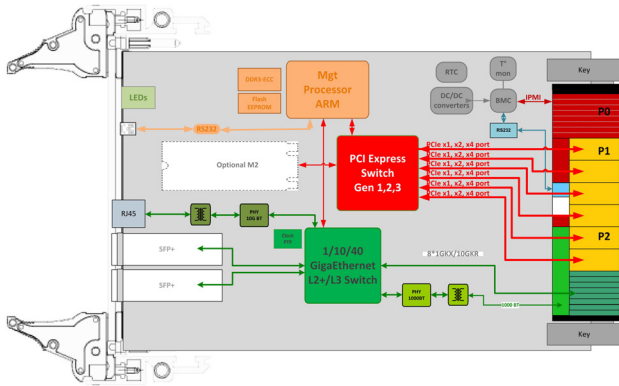 Key
T°
mon
RTC
Mgt
Processor
ARM
DDR3-ECC
Flash
EEPROM
DC/DC
converters
BMC
IPMI
P0
LEDs
RS232
RS232
Optional M2
PCI Express
Switch
Gen 1,2,3
PCIe x1, x2, x4 port
PCIe x1, x2, x4 port
PCIe x1, x2, x4 port
PCIe x1, x2, x4 port
PCIe x1, x2, x4 port
PCIe x1, x2, x4 port
P1
RJ45
PHY
10G BT
P2
SFP+
1/10/40
GigaEthernet
L2+/L3 Switch
8*1GKX/10GKR
SFP+
PHY
1000BT
1000 BT
Key